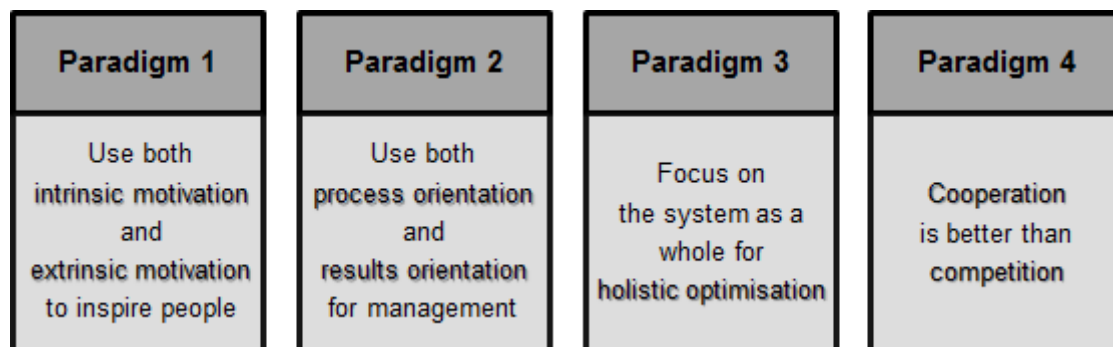 Paradigm 1
Use both
intrinsic motivation
and
extrinsic motivation
to inspire people
Paradigm 2
Use both
process orientation
and
results orientation
for management
Paradigm 3
Focus on
the system as a
whole for
holistic optimisation
Paradigm 4
Cooperation
is better than
competition